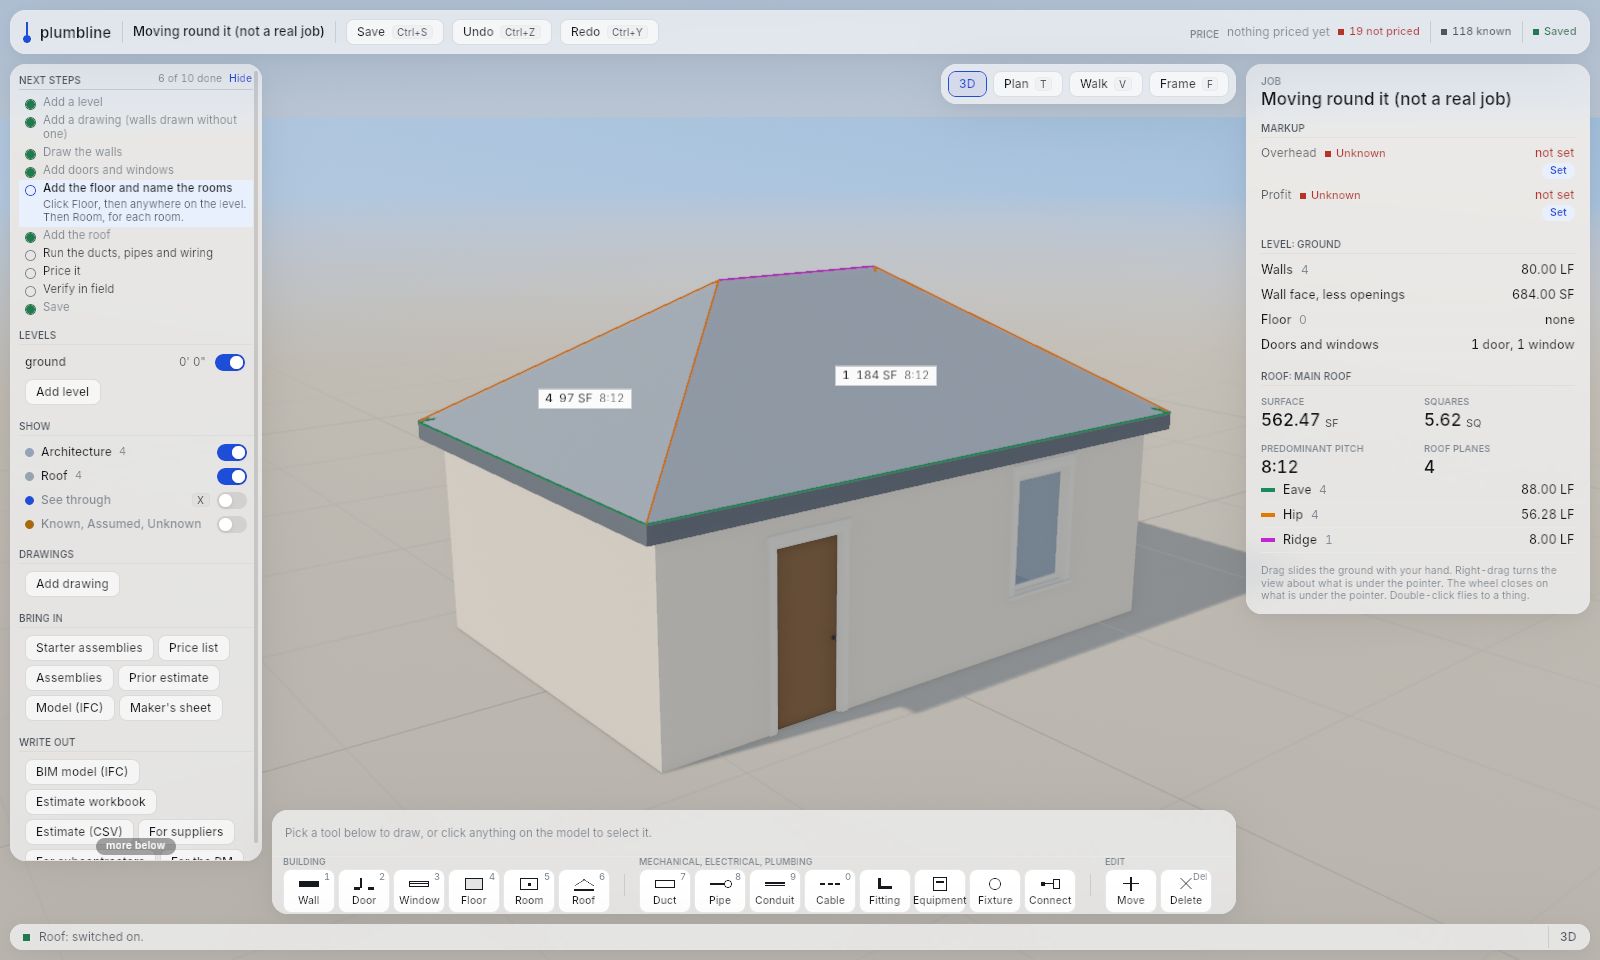 plumbline
Moving round it (not a real job)
Save Ctrl+S
Undo Ctrl+Z
Redo Ctrl+Y
PRICE nothing priced yet 19 not priced 118 known Saved
NEXT STEPS 6 of 10 done Hide
Add a level
Add a drawing (walls drawn without
one)
Draw the walls
Add doors and windows
Add the floor and name the rooms
Click Floor, then anywhere on the level.
Then Room, for each room.
Add the roof
Run the ducts, pipes and wiring
Price it
Verify in field
Save
LEVELS
ground 0' 0"
Add level
SHOW
Architecture 4
Roof 4
See through X
Known, Assumed, Unknown
DRAWINGS
Add drawing
BRING IN
Starter assemblies Price list
Assemblies Prior estimate
Model (IFC) Maker's sheet
WRITE OUT
BIM model (IFC)
Estimate workbook
Estimate (CSV) For suppliers
more below
For subcontractors For the PM
3D Plan T Walk V Frame F
4 97 SF 8:12
1 184 SF 8:12
JOB
Moving round it (not a real job)
MARKUP
Overhead Unknown not set
Set
Profit Unknown not set
Set
LEVEL: GROUND
Walls 4 80.00 LF
Wall face, less openings 684.00 SF
Floor 0 none
Doors and windows 1 door, 1 window
ROOF: MAIN ROOF
SURFACE SQUARES
562.47 SF 5.62 SQ
PREDOMINANT PITCH ROOF PLANES
8:12 4
Eave 4 88.00 LF
Hip 4 56.28 LF
Ridge 1 8.00 LF
Drag slides the ground with your hand. Right-drag turns the
view about what is under the pointer. The wheel closes on
what is under the pointer. Double-click flies to a thing.
Pick a tool below to draw, or click anything on the model to select it.
BUILDING MECHANICAL, ELECTRICAL, PLUMBING EDIT
1 2 3 4 5 6 7 8 9 0 Del
Wall Door Window Floor Room Roof Duct Pipe Conduit Cable Fitting Equipment Fixture Connect Move Delete
Roof: switched on. 3D